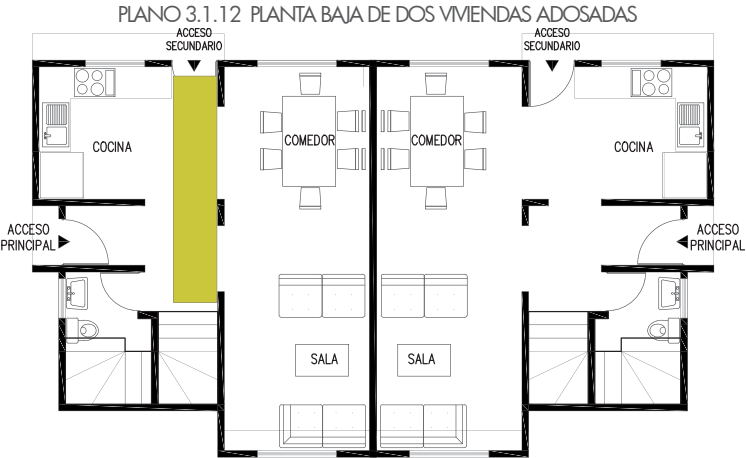 PLANO 3.1.12 PLANTA BAJA DE DOS VIVIENDAS ADOSADAS
ACCESO
SECUNDARIO
ACCESO
SECUNDARIO
COCINA
COMEDOR
COMEDOR
COCINA
ACCESO
PRINCIPAL
ACCESO
PRINCIPAL
SALA
SALA